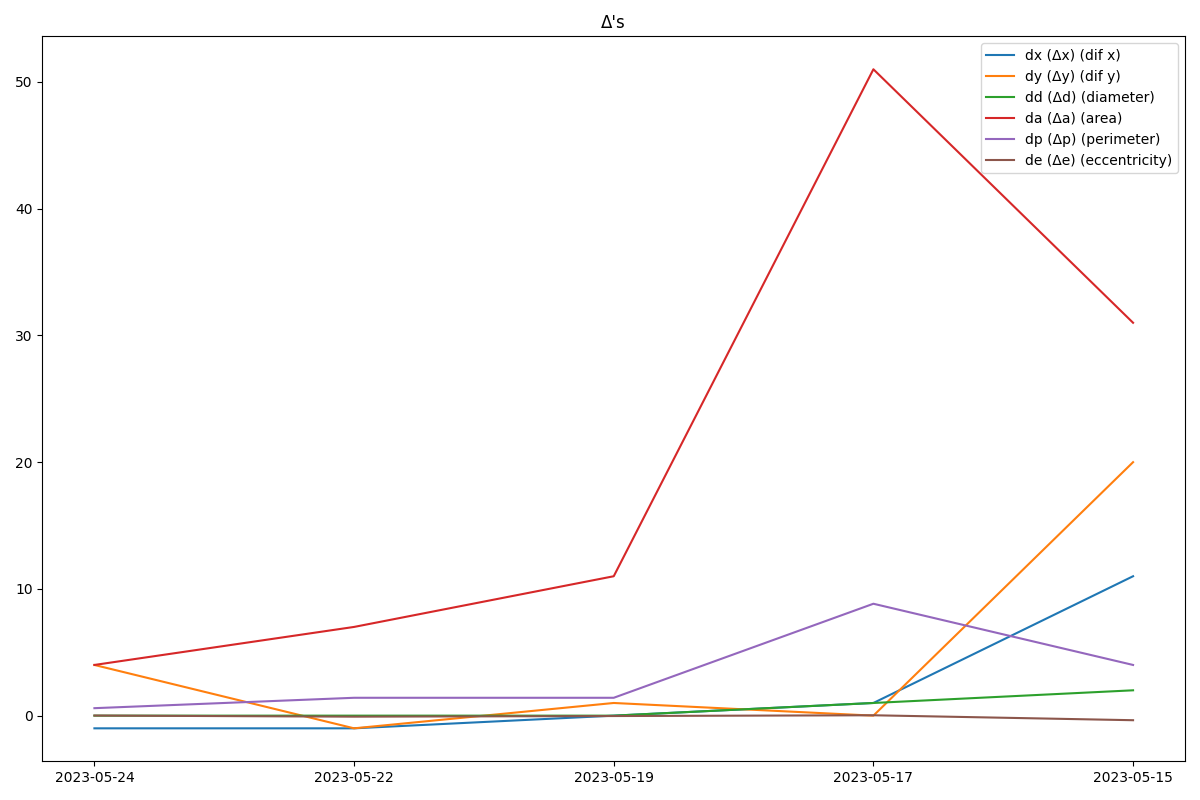 Δ's
dx (Δx) (dif x)
dy (Δy) (dif y)
dd (Δd) (diameter)
da (Δa) (area)
dp (Δp) (perimeter)
de (Δe) (eccentricity)
50
40
30
20
10
0
2023-05-24 2023-05-22 2023-05-19 2023-05-17 2023-05-15